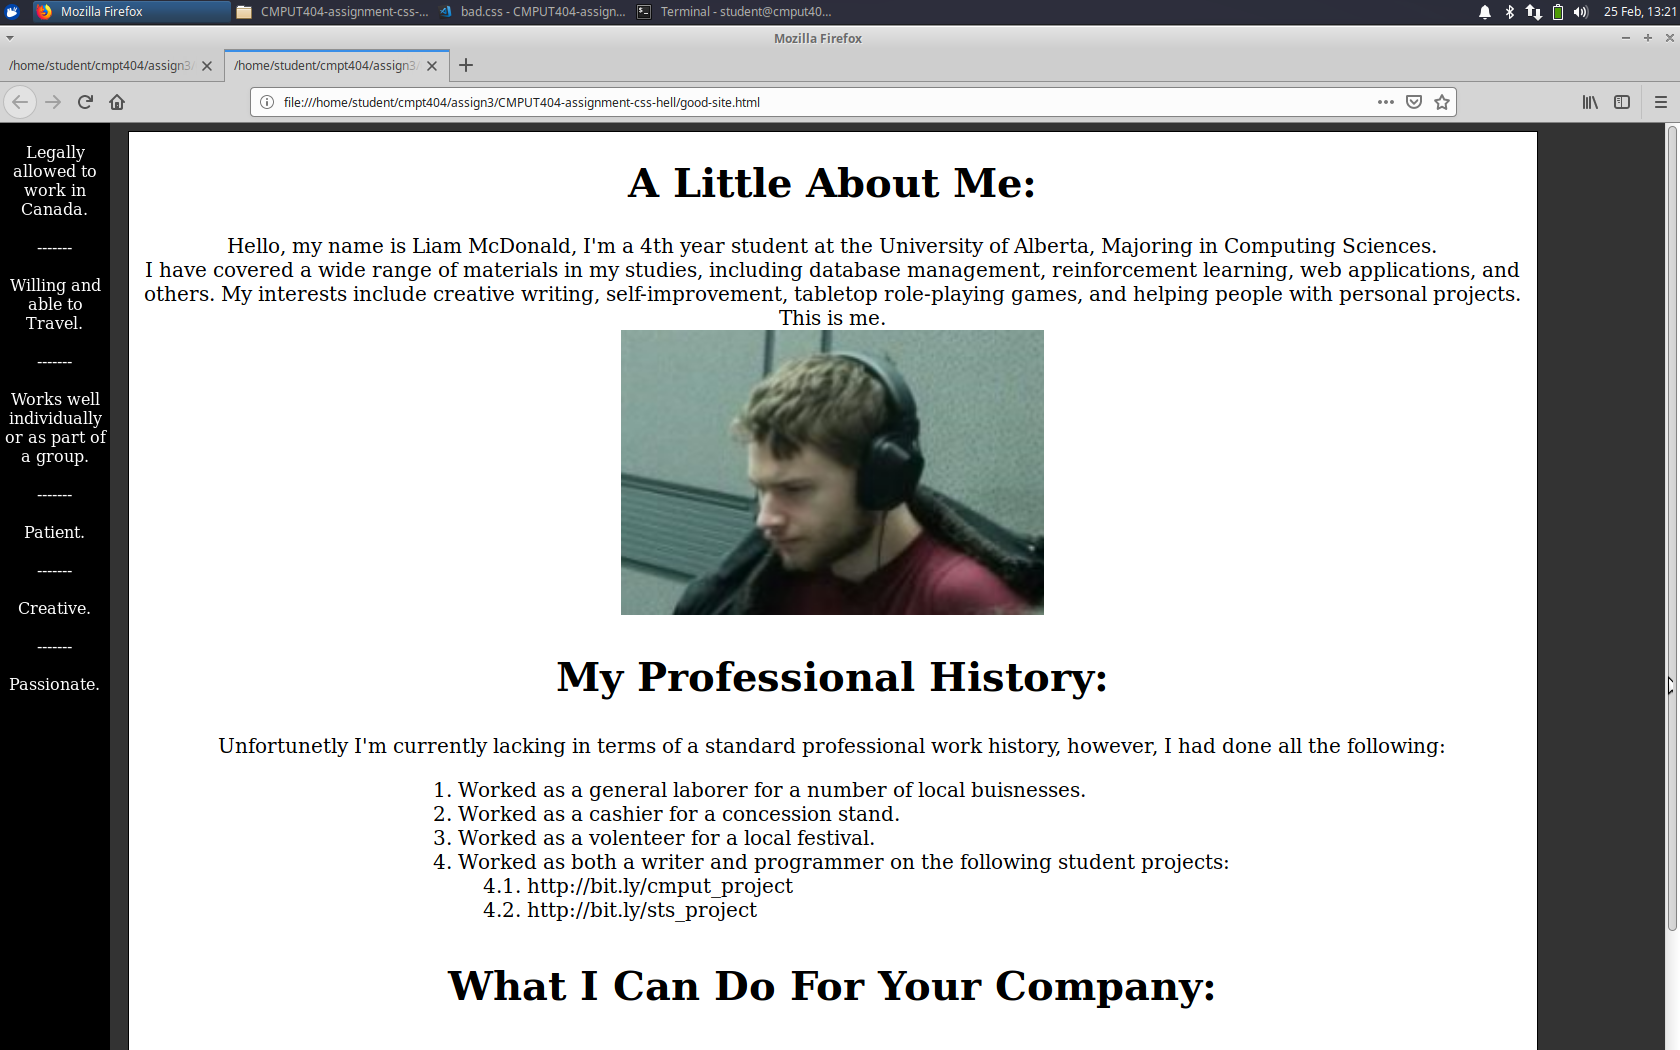 Mozilla Firefox
CMPUT404-assignment-css-...
bad.css - CMPUT404-assign...
Terminal - student@cmput40...
25 Feb, 13:21
Mozilla Firefox
/home/student/cmpt404/assign3
/home/student/cmpt404/assign3/
file:///home/student/cmpt404/assign3/CMPUT404-assignment-css-hell/good-site.html
Legally
allowed to
work in
Canada.
-------
Willing and
able to
Travel.
-------
Works well
individually
or as part of
a group.
-------
Patient.
-------
Creative.
-------
Passionate.
A Little About Me:
Hello, my name is Liam McDonald, I'm a 4th year student at the University of Alberta, Majoring in Computing Sciences.
I have covered a wide range of materials in my studies, including database management, reinforcement learning, web applications, and
others. My interests include creative writing, self-improvement, tabletop role-playing games, and helping people with personal projects.
This is me.
My Professional History:
Unfortunetly I'm currently lacking in terms of a standard professional work history, however, I had done all the following:
1. Worked as a general laborer for a number of local buisnesses.
2. Worked as a cashier for a concession stand.
3. Worked as a volenteer for a local festival.
4. Worked as both a writer and programmer on the following student projects:
4.1. http://bit.ly/cmput_project
4.2. http://bit.ly/sts_project
What I Can Do For Your Company: